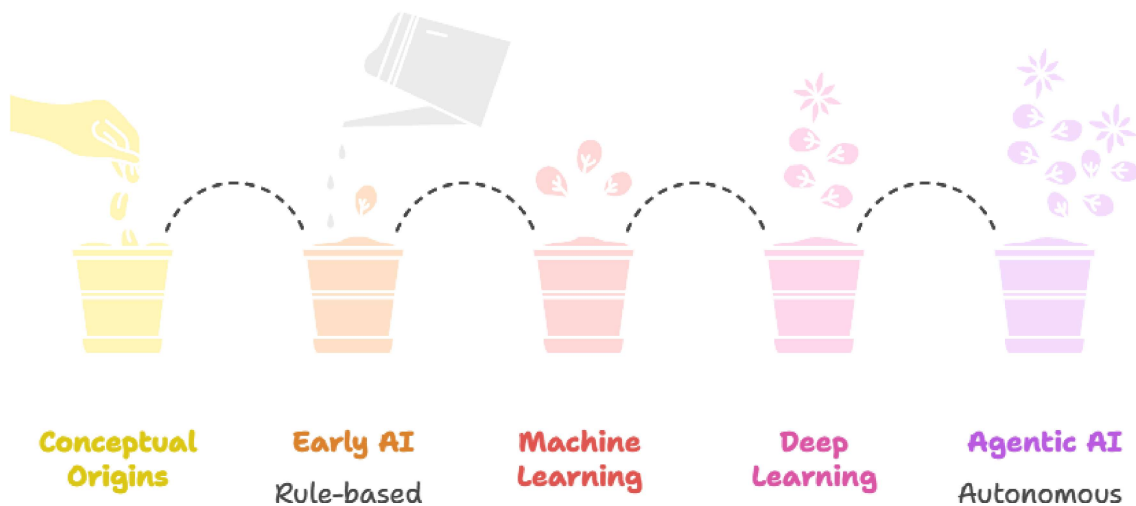 Conceptual
Origins
Early AI
Rule-based
Machine
Learning
Deep
Learning
Agentic AI
Autonomous